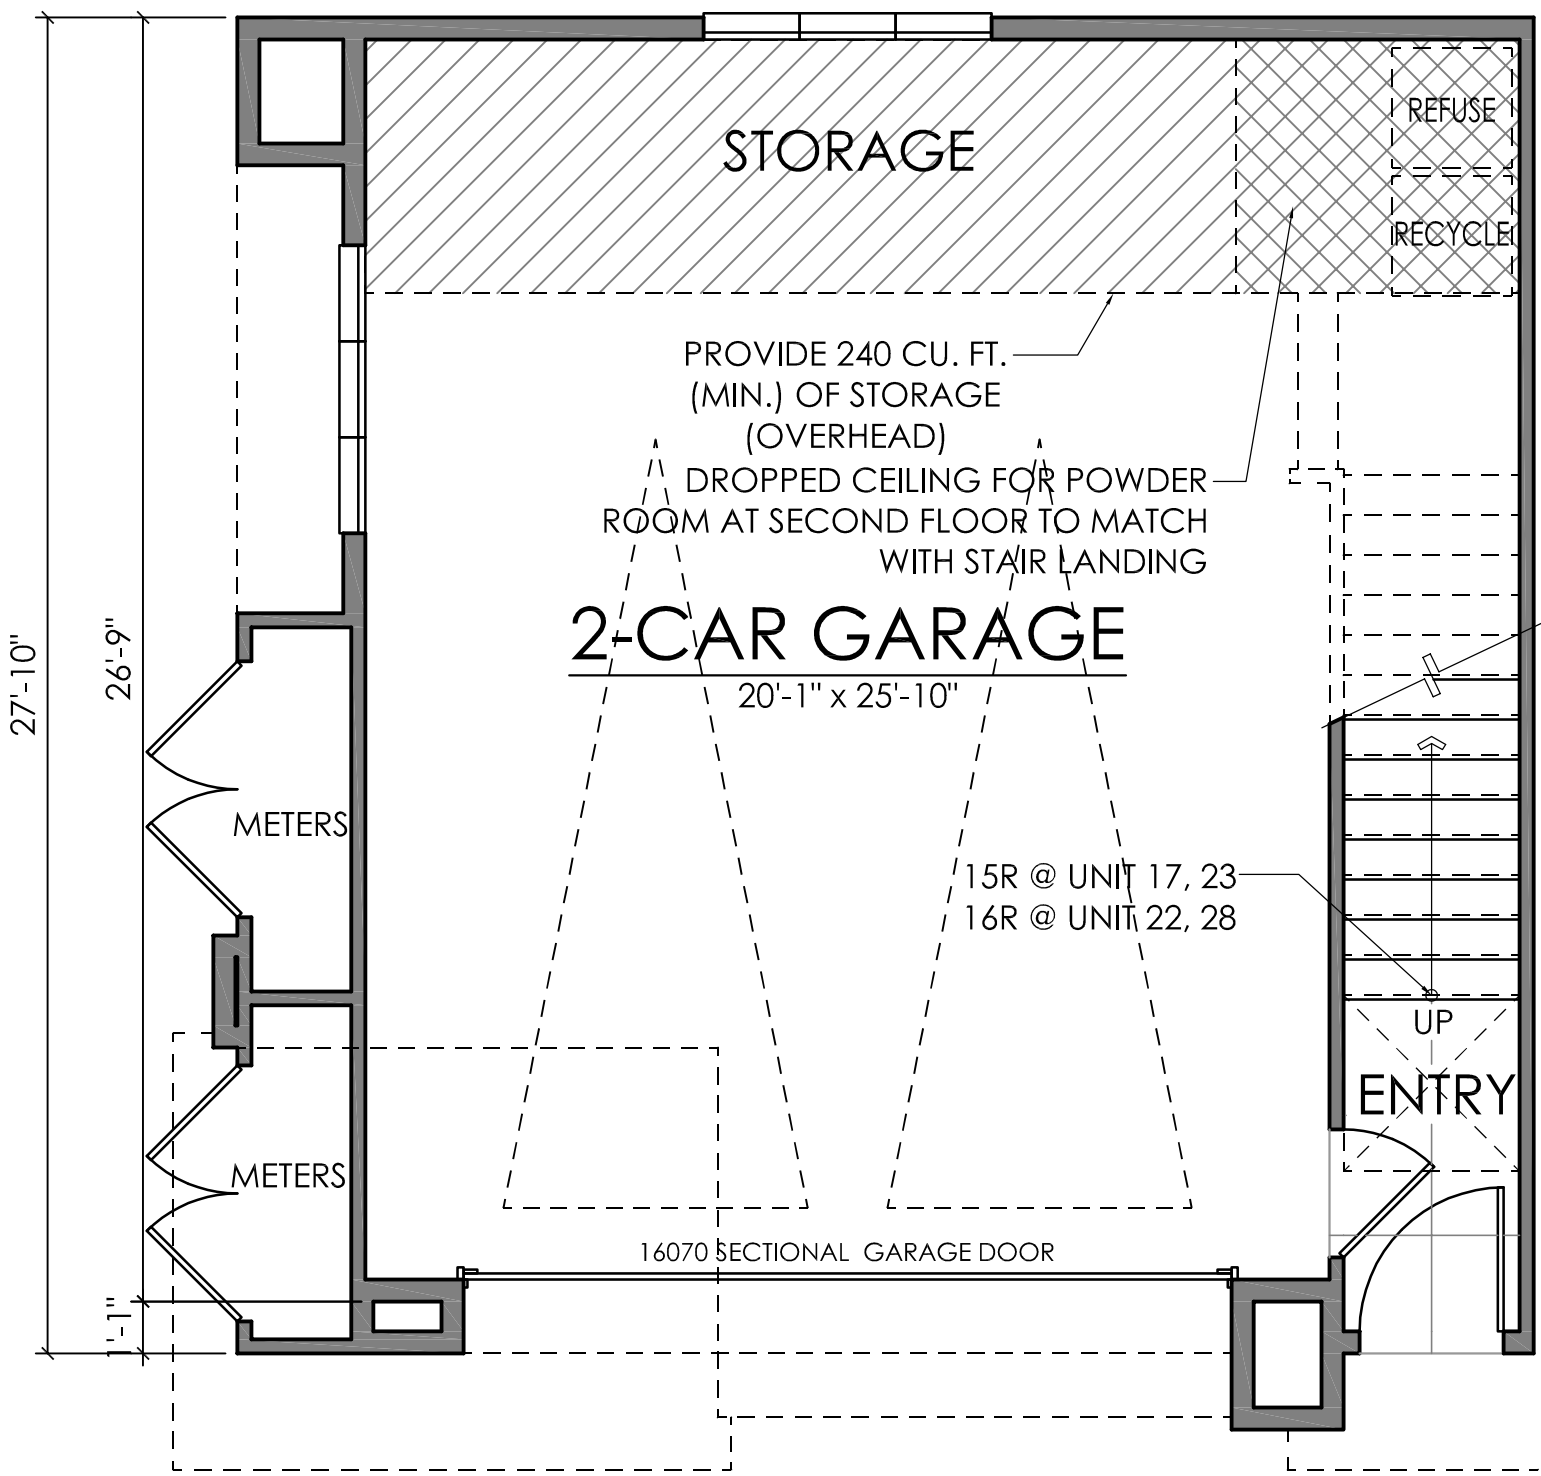 REFUSE
STORAGE
RECYCLE
PROVIDE 240 CU. FT.
(MIN.) OF STORAGE
(OVERHEAD)
DROPPED CEILING FOR POWDER
ROOM AT SECOND FLOOR TO MATCH
WITH STAIR LANDING
2-CAR GARAGE
20'-1" x 25'-10"
27'-10"
26'-9"
METERS
15R @ UNIT 17, 23
16R @ UNIT 22, 28
UP
ENTRY
METERS
16070 SECTIONAL GARAGE DOOR
1'-1"